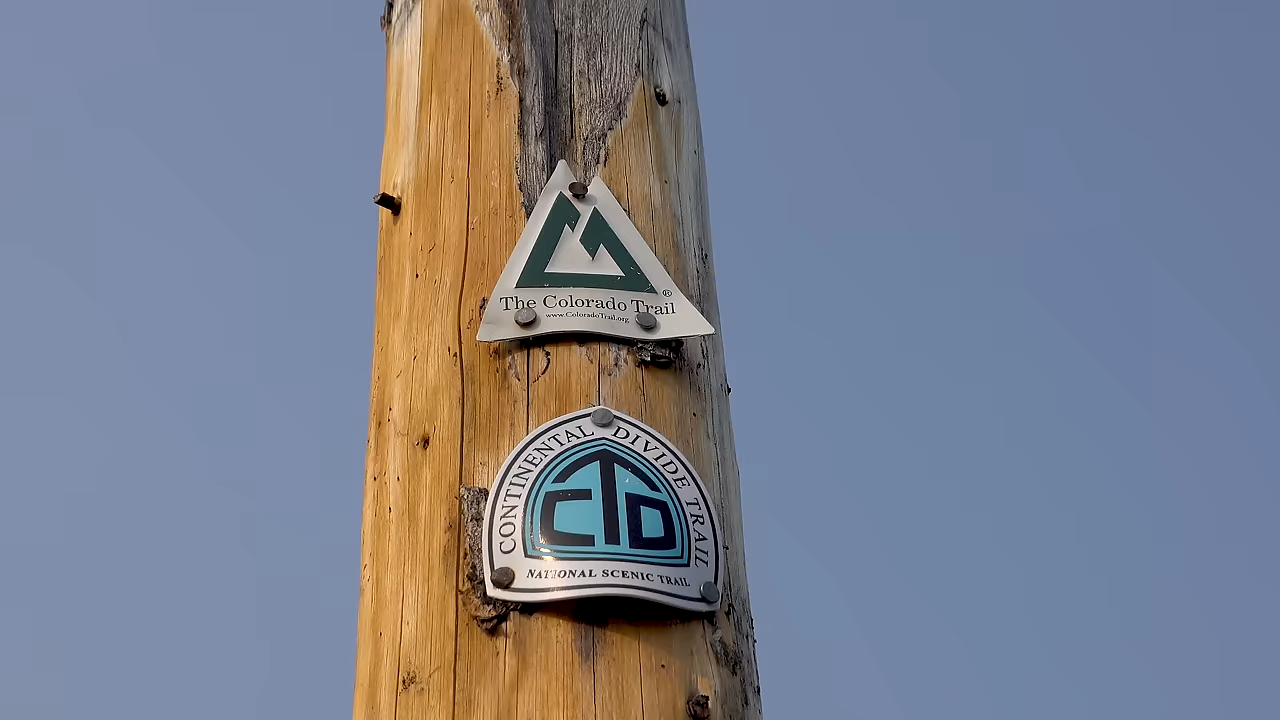 The Colorado Trail ®
www.ColoradoTrail.org
CONTINENTAL DIVIDE TRAIL
CTD
NATIONAL SCENIC TRAIL